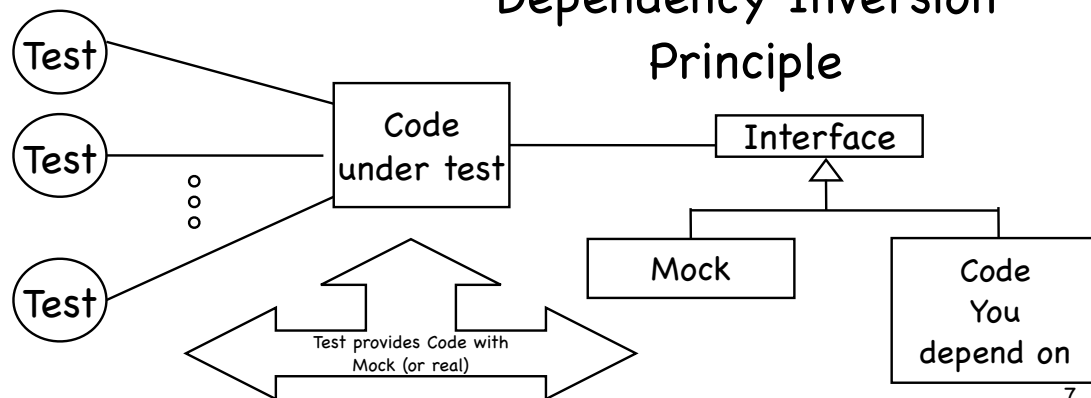 Dependency Inversion
Principle
Test
Test
Test
Code
under test
Interface
Mock
Code
You
depend on
Test provides Code with
Mock (or real)
7